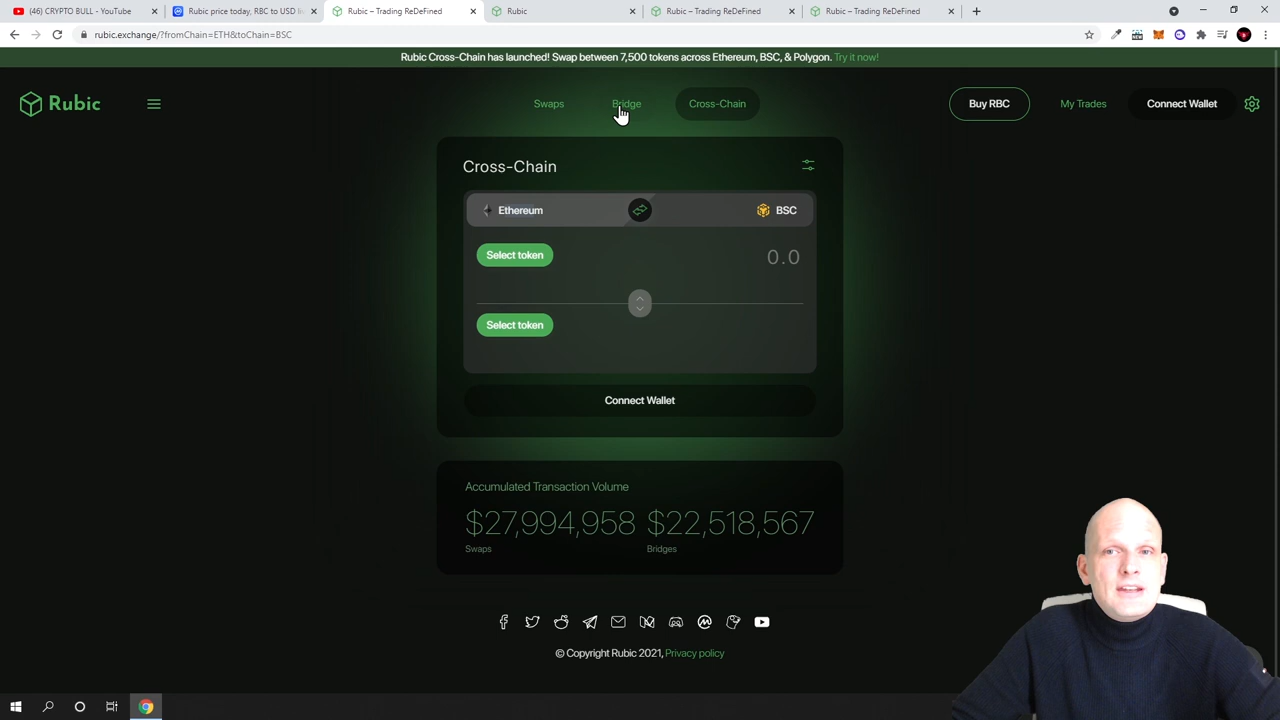 (46) CRYPTO BULL - YouTube
Rubic price today, RBC to USD li
Rubic – Trading ReDeFined
Rubic
Rubic – Trading ReDeFined
Rubic – Trading ReDeFined
rubic.exchange/?fromChain=ETH&toChain=BSC
Rubic Cross-Chain has launched! Swap between 7,500 tokens across Ethereum, BSC, & Polygon. Try it now!
Rubic
Swaps
Bridge
Cross-Chain
Buy RBC
My Trades
Connect Wallet
Cross-Chain
Ethereum
BSC
Select token
0.0
Select token
Connect Wallet
Accumulated Transaction Volume
$27,994,958 $22,518,567
Swaps Bridges
© Copyright Rubic 2021, Privacy policy